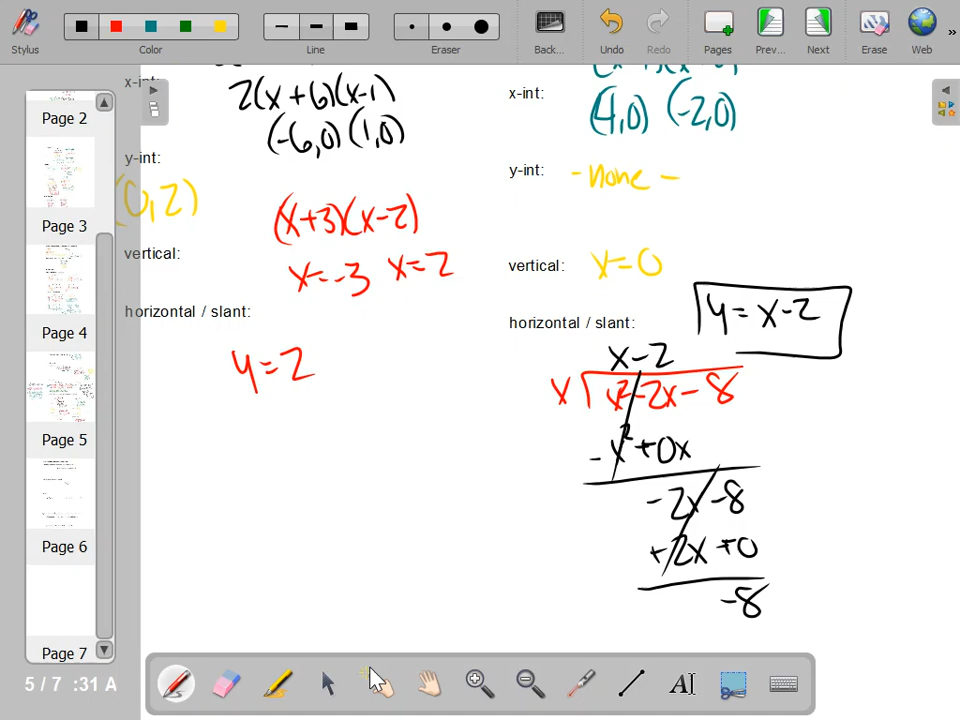 Stylus Color Line Eraser Back... Undo Redo Pages Prev... Next Erase Web »
Page 2
Page 3
Page 4
Page 5
Page 6
Page 7
5 / 7 :31 A
x-int:
2(x+6)(x-1)
(-6,0) (1,0)
y-int:
(0,2)
(x+3)(x-2)
vertical:
x=-3 x=2
horizontal / slant:
y=2
x-int:
(4,0) (-2,0)
y-int: - none -
vertical: x=0
horizontal / slant:
y = x-2
x-2
x x²-2x-8
-x²+0x
-2x-8
+2x+0
-8
A